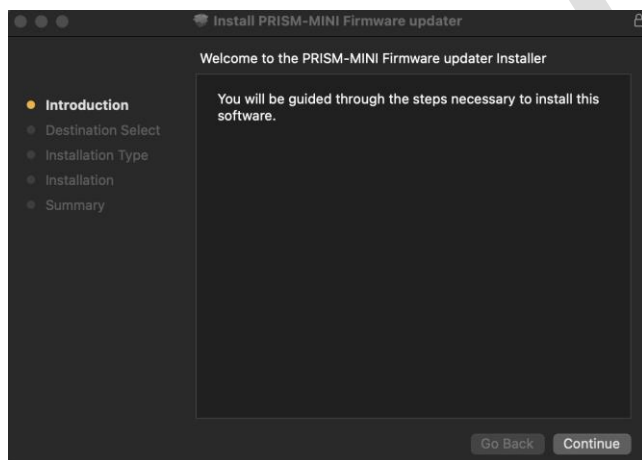 Install PRISM-MINI Firmware updater
Welcome to the PRISM-MINI Firmware updater Installer
Introduction
Destination Select
Installation Type
Installation
Summary
You will be guided through the steps necessary to install this
software.
Go Back
Continue